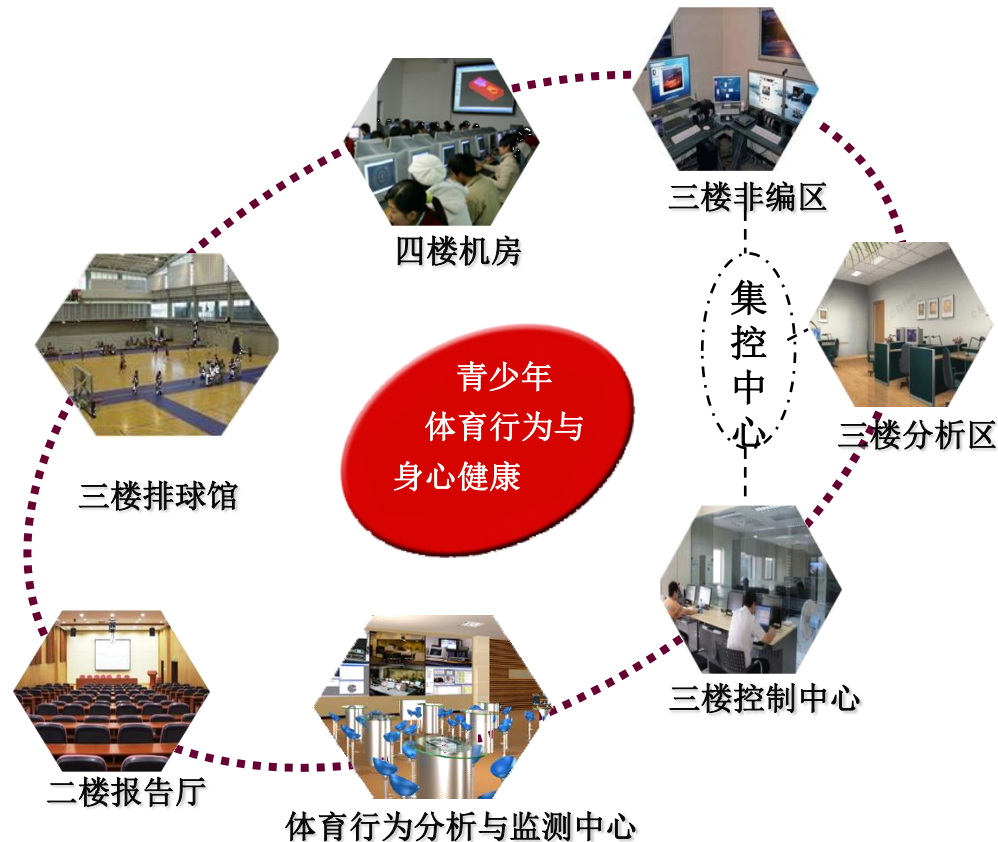 三楼非编区
四楼机房
集
控
中
心
青少年
体育行为与
身心健康
三楼分析区
三楼排球馆
三楼控制中心
二楼报告厅
体育行为分析与监测中心